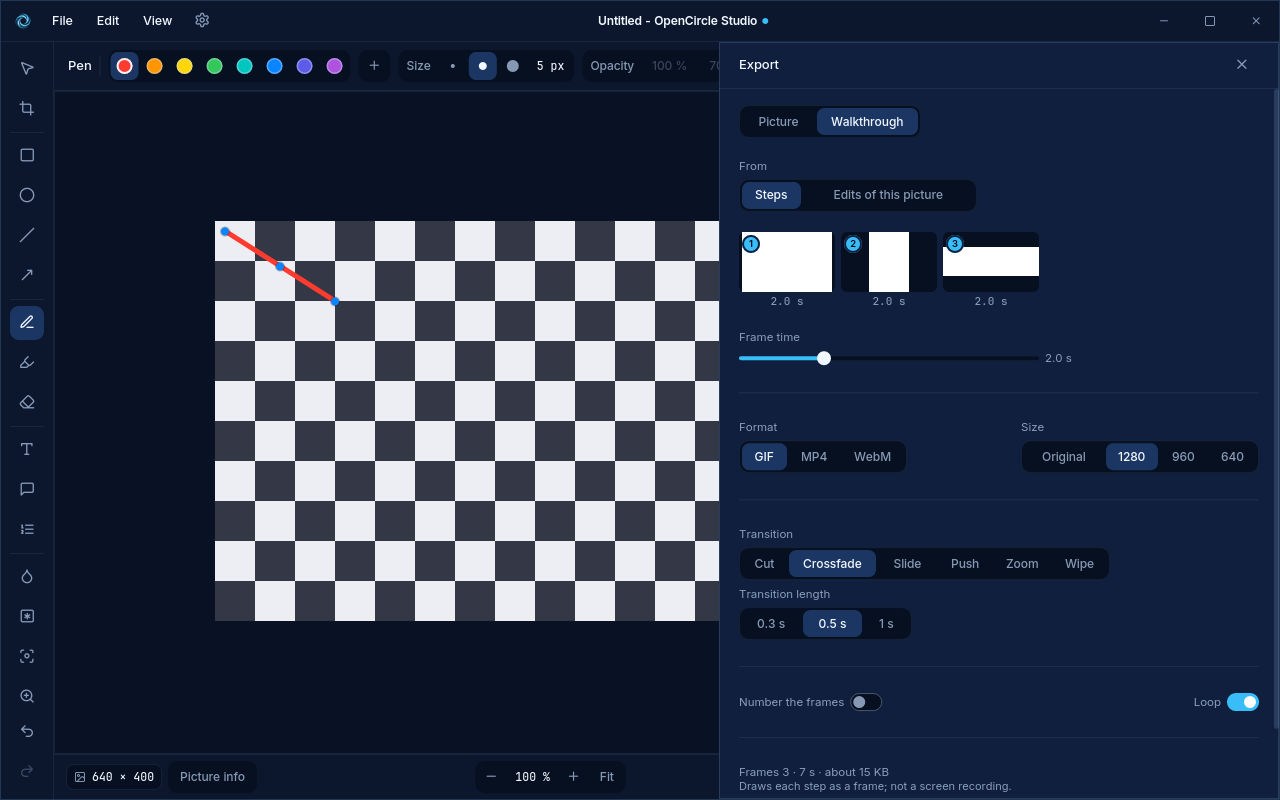 File Edit View Untitled - OpenCircle Studio
Pen Size 5 px Opacity 100 %
Export
Picture Walkthrough
From
Steps Edits of this picture
1 2 3
2.0 s 2.0 s 2.0 s
Frame time
2.0 s
Format Size
GIF MP4 WebM Original 1280 960 640
Transition
Cut Crossfade Slide Push Zoom Wipe
Transition length
0.3 s 0.5 s 1 s
Number the frames Loop
Frames 3 · 7 s · about 15 KB
Draws each step as a frame; not a screen recording.
640 × 400 Picture info 100 % Fit